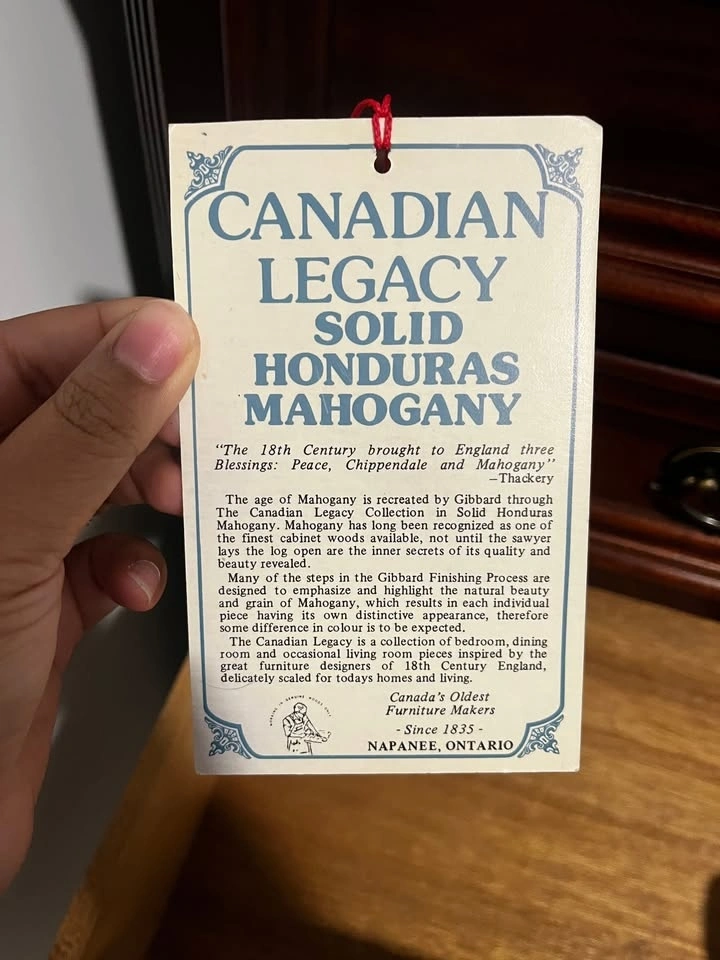 CANADIAN
LEGACY
SOLID
HONDURAS
MAHOGANY
“The 18th Century brought to England three
Blessings: Peace, Chippendale and Mahogany”
—Thackery
The age of Mahogany is recreated by Gibbard through
The Canadian Legacy Collection in Solid Honduras
Mahogany. Mahogany has long been recognized as one of
the finest cabinet woods available, not until the sawyer
lays the log open are the inner secrets of its quality and
beauty revealed.
Many of the steps in the Gibbard Finishing Process are
designed to emphasize and highlight the natural beauty
and grain of Mahogany, which results in each individual
piece having its own distinctive appearance, therefore
some difference in colour is to be expected.
The Canadian Legacy is a collection of bedroom, dining
room and occasional living room pieces inspired by the
great furniture designers of 18th Century England,
delicately scaled for todays homes and living.
WORKING IN GENUINE WOODS ONLY
Canada's Oldest
Furniture Makers
- Since 1835 -
NAPANEE, ONTARIO